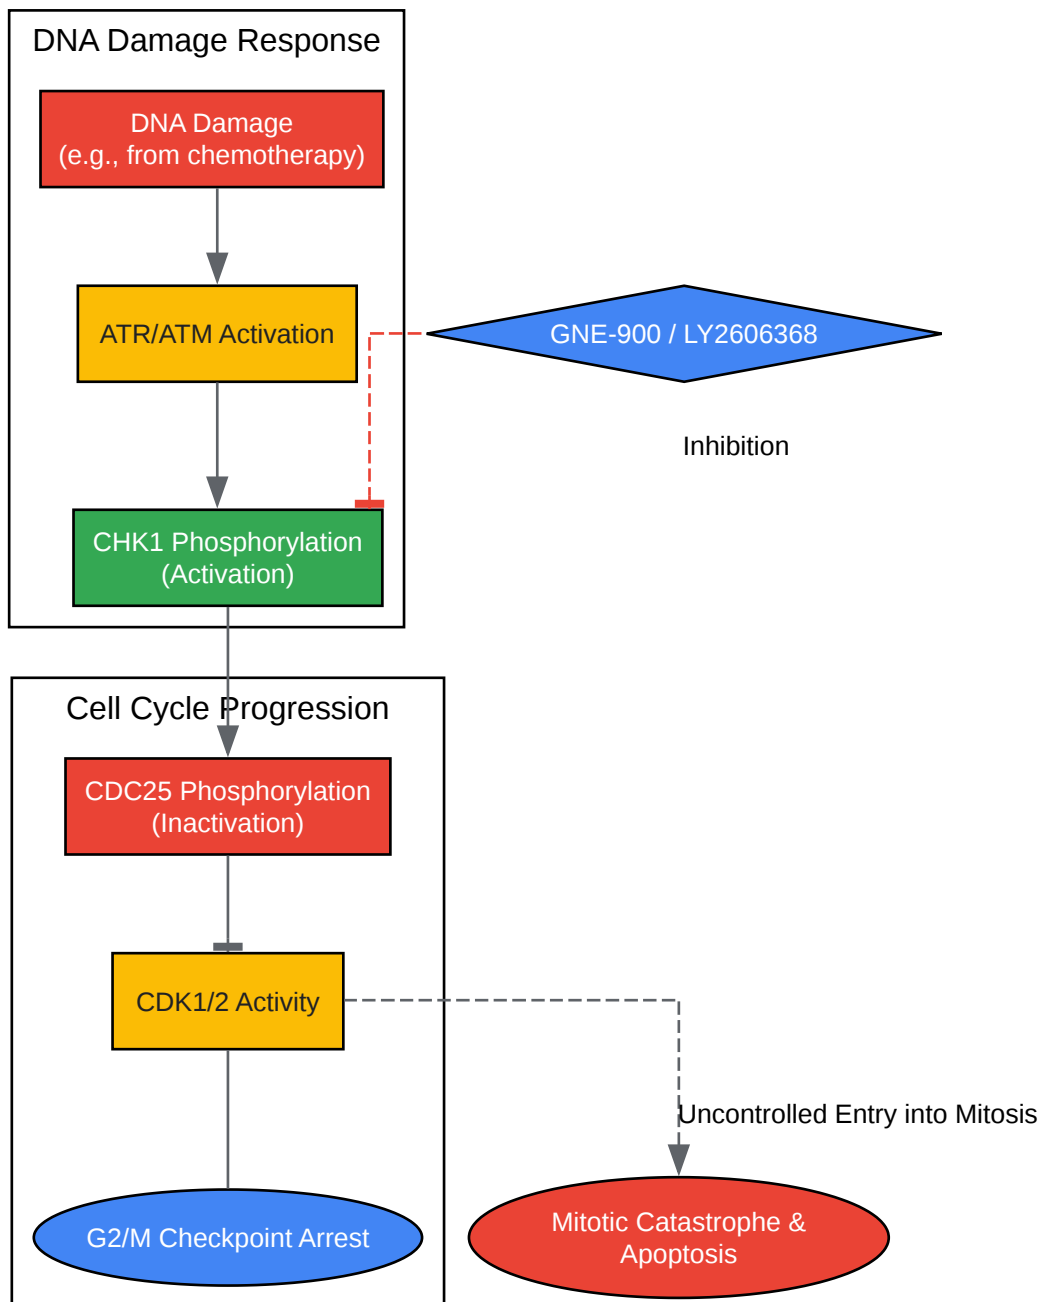 DNA Damage Response
DNA Damage
(e.g., from chemotherapy)
ATR/ATM Activation
GNE-900 / LY2606368
Inhibition
CHK1 Phosphorylation
(Activation)
Cell Cycle Progression
CDC25 Phosphorylation
(Inactivation)
CDK1/2 Activity
Uncontrolled Entry into Mitosis
G2/M Checkpoint Arrest
Mitotic Catastrophe &
Apoptosis